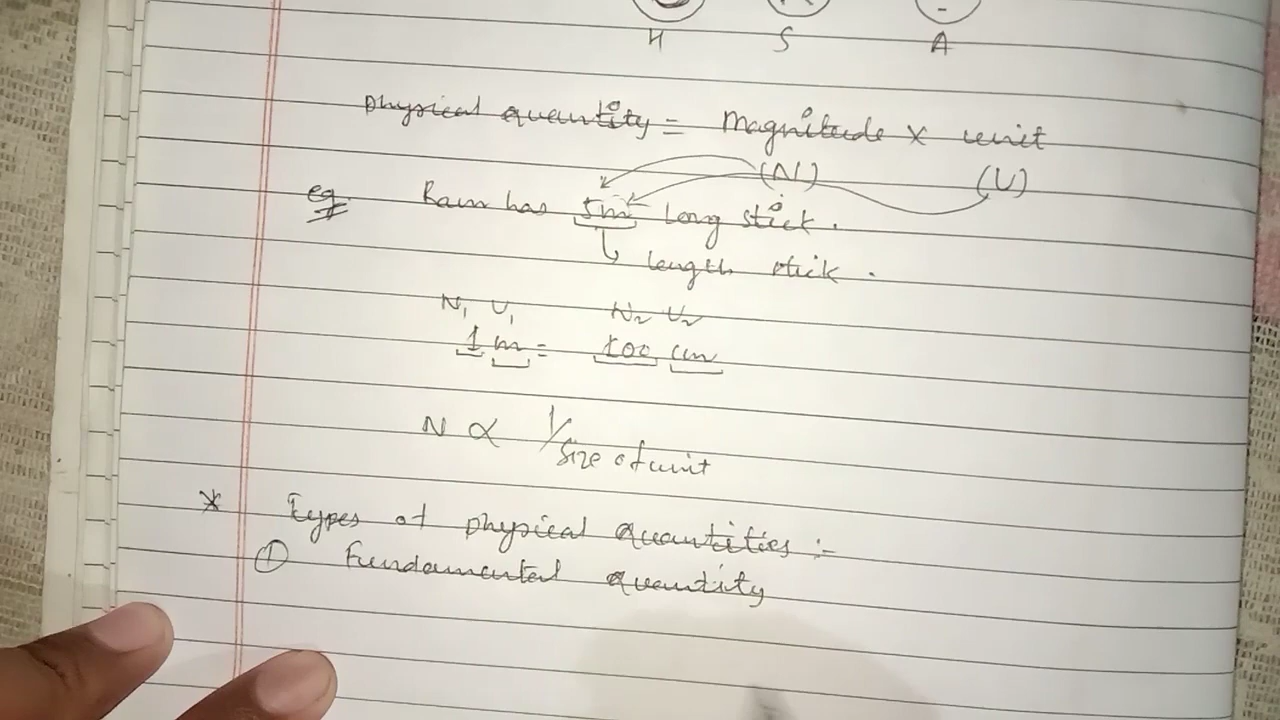 H S A
Physical quantity = Magnitude × unit
(N) (U)
eg Ram has 5m long stick.
length stick.
N₁ U₁ N₂ U₂
1 m = 100 cm
N ∝ 1/size of unit
* Types of physical quantities :-
① Fundamental quantity